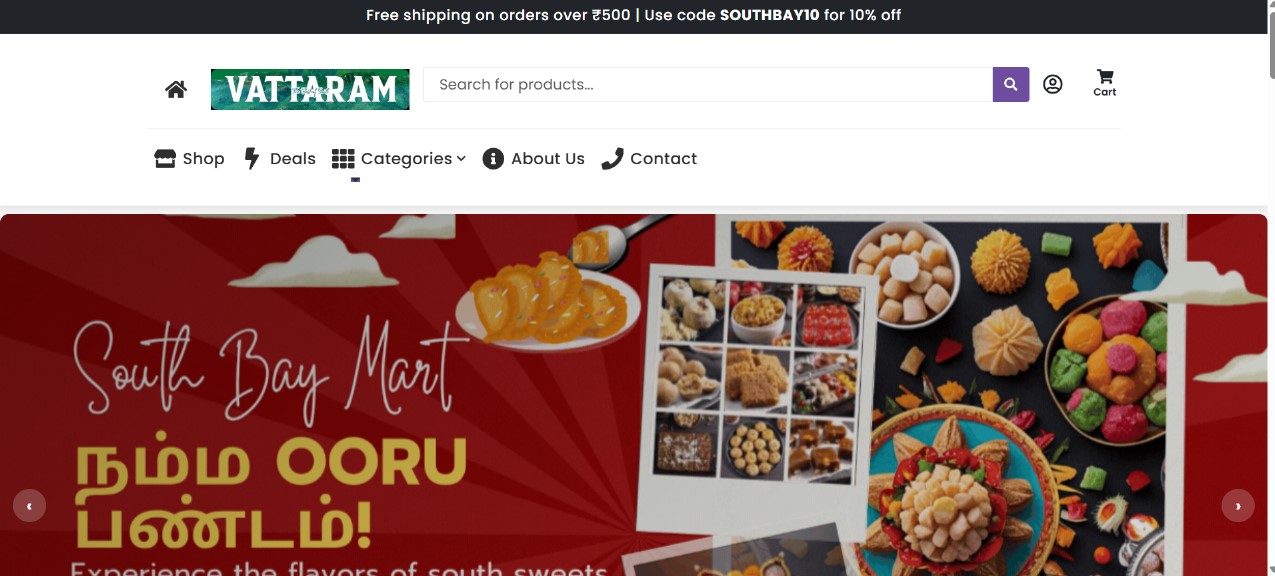 Free shipping on orders over ₹500 | Use code SOUTHBAY10 for 10% off
VATTARAM
Search for products...
Cart
Shop
Deals
Categories
About Us
Contact
South Bay Mart
நம்ம OORU
பண்டம்!
Experience the flavors of south sweets